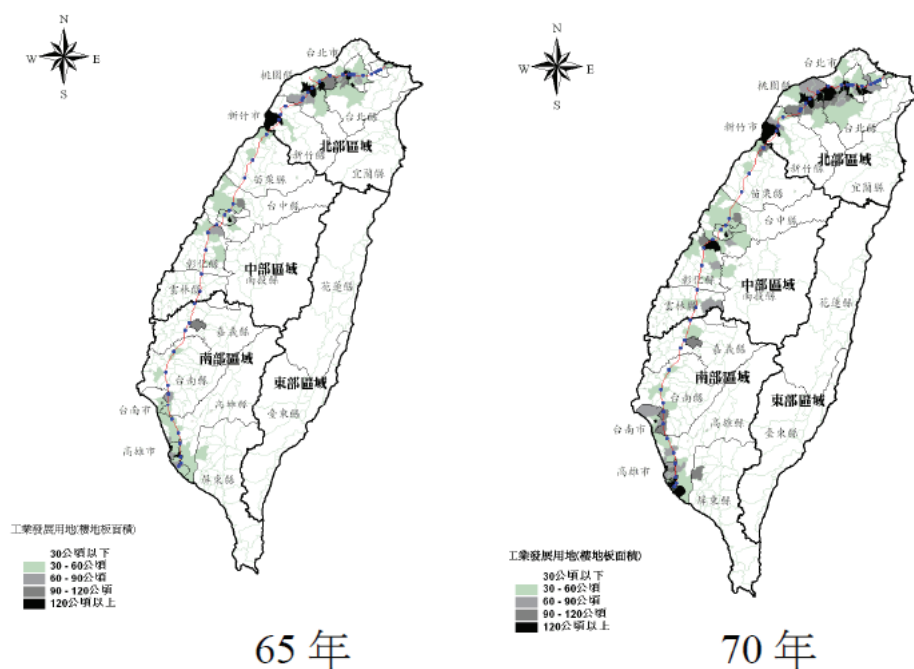 N
W E
S
台北市
桃園縣
新竹市
台北縣
新竹縣
北部區域
宜蘭縣
苗栗縣
台中縣
彰化縣
中部區域
南投縣
雲林縣
花蓮縣
嘉義縣
南部區域
台南縣
東部區域
台南市
高雄縣
臺東縣
高雄市
屏東縣
工業發展用地(樓地板面積)
30公頃以下
30 - 60公頃
60 - 90公頃
90 - 120公頃
120公頃以上
65 年
N
W E
S
台北市
桃園縣
新竹市
台北縣
新竹縣
北部區域
宜蘭縣
苗栗縣
台中縣
彰化縣
中部區域
南投縣
雲林縣
花蓮縣
嘉義縣
南部區域
台南縣
東部區域
台南市
高雄縣
臺東縣
高雄市
屏東縣
工業發展用地(樓地板面積)
30公頃以下
30 - 60公頃
60 - 90公頃
90 - 120公頃
120公頃以上
70 年